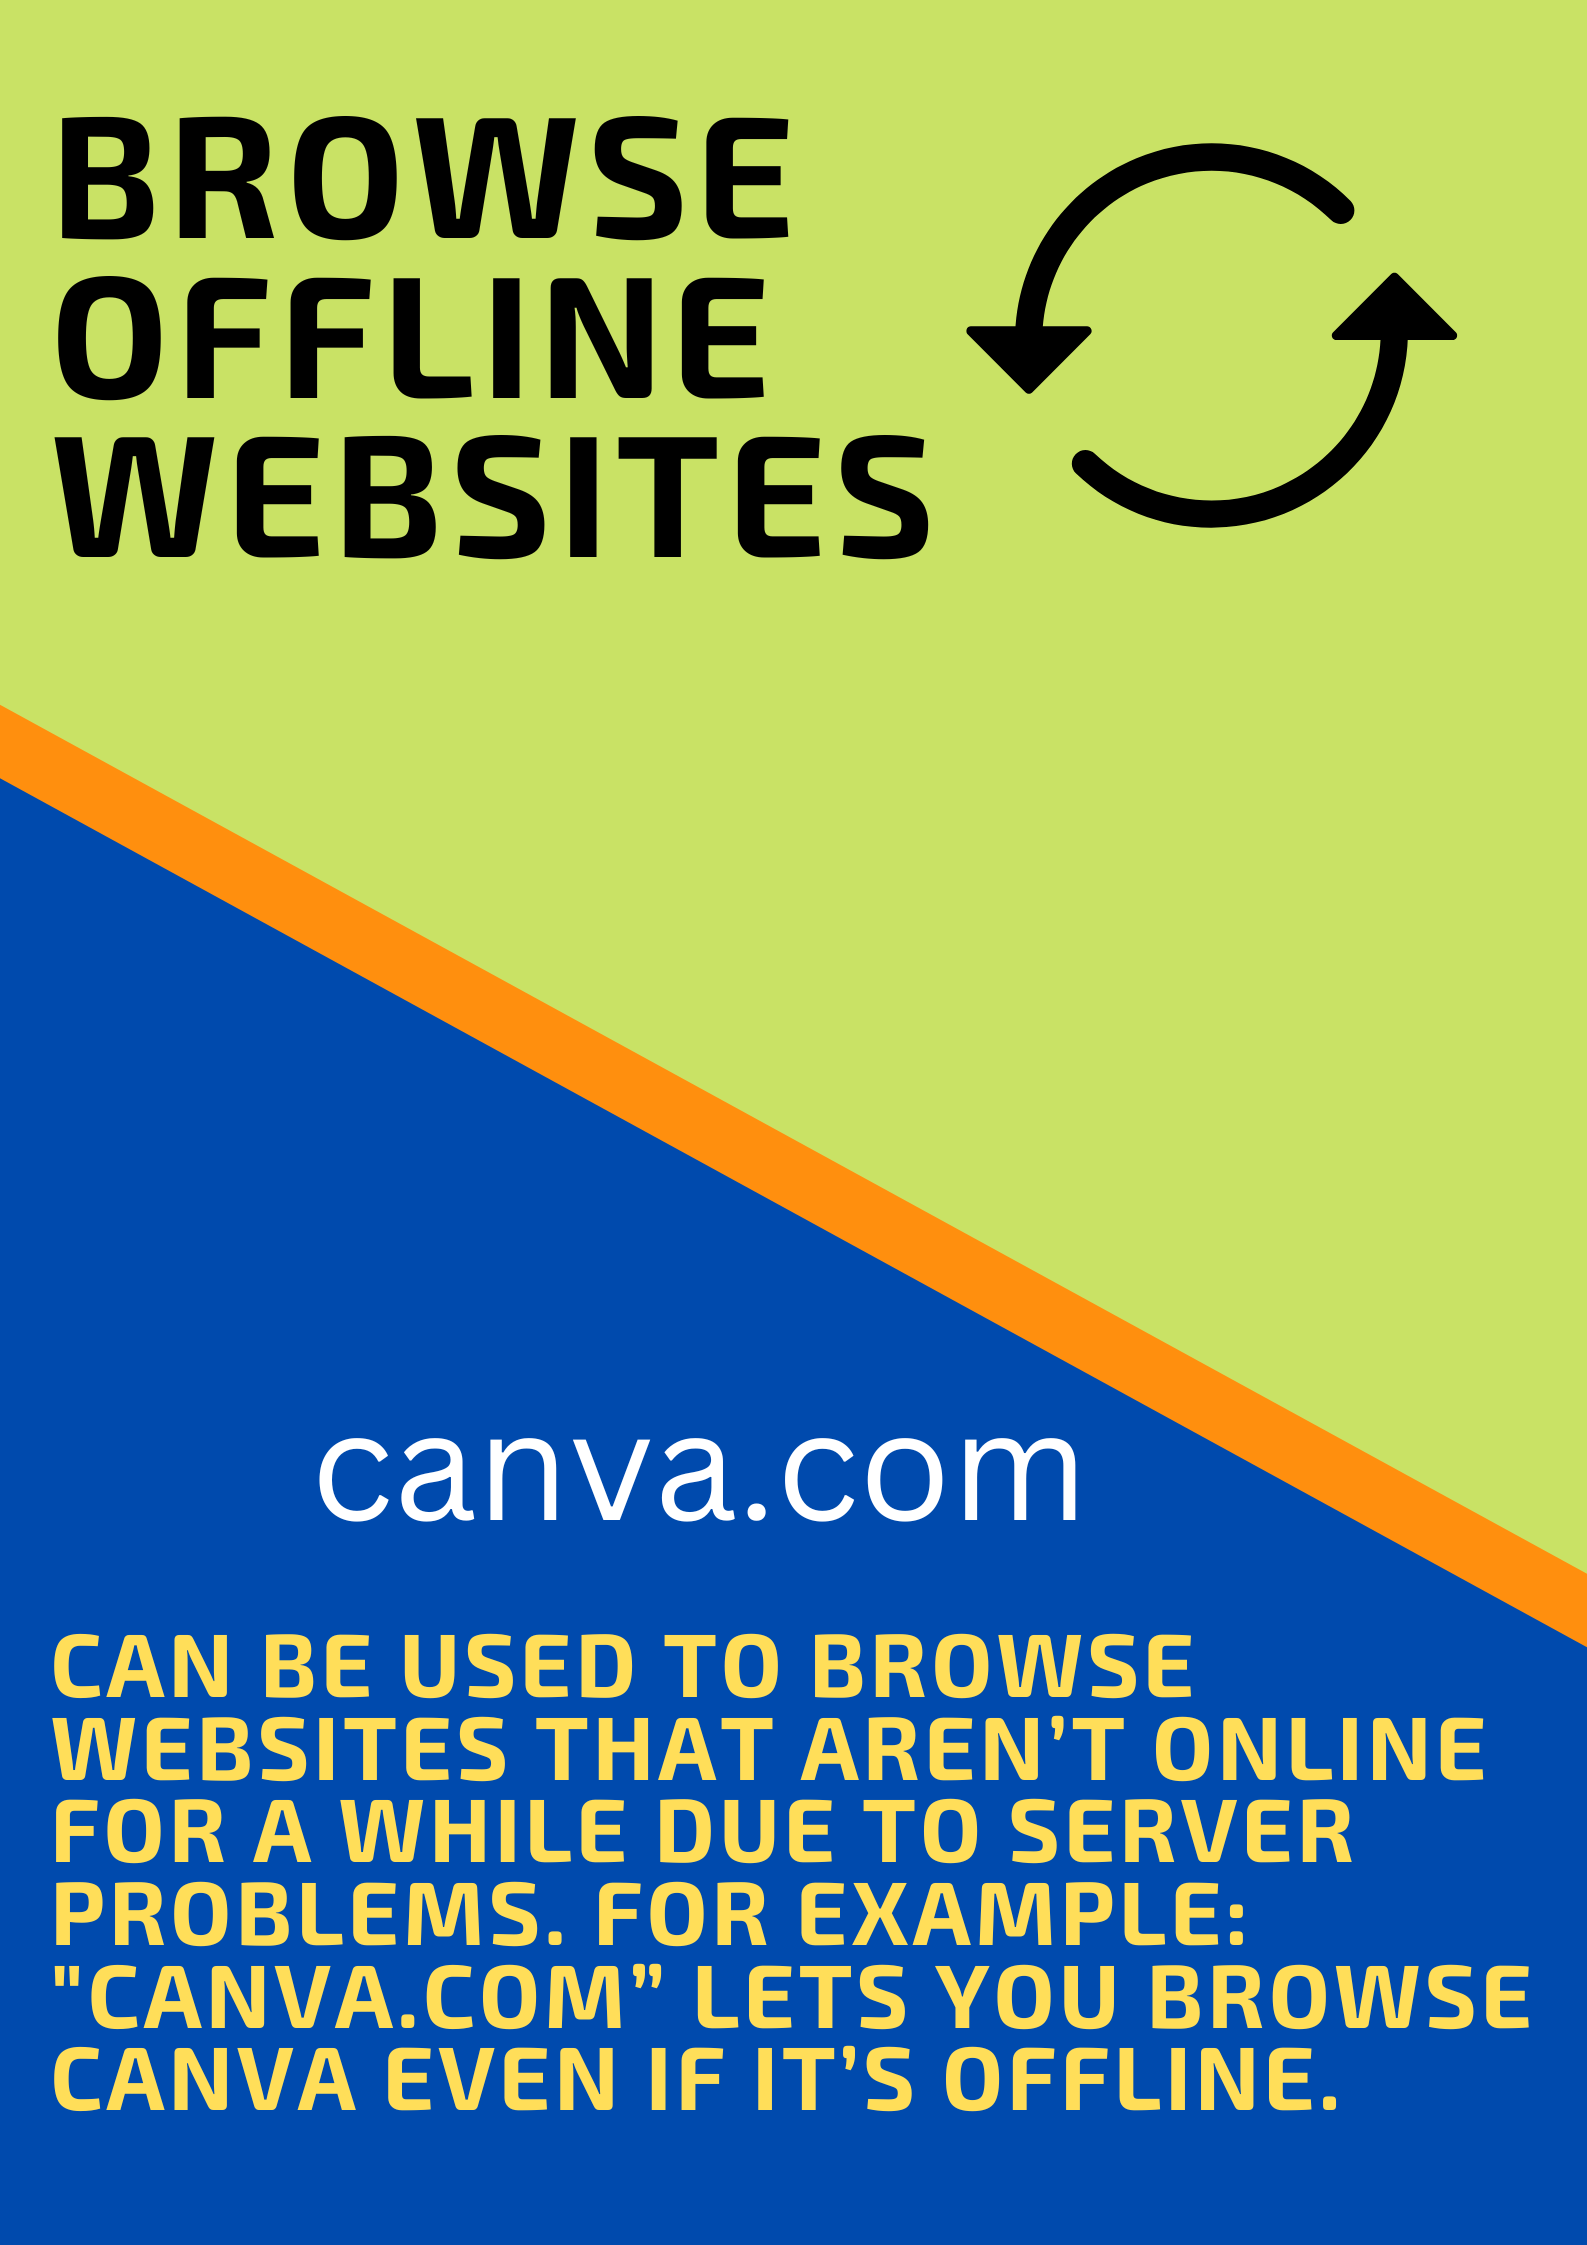 BROWSE
OFFLINE
WEBSITES
canva.com
CAN BE USED TO BROWSE
WEBSITES THAT AREN’T ONLINE
FOR A WHILE DUE TO SERVER
PROBLEMS. FOR EXAMPLE:
"CANVA.COM” LETS YOU BROWSE
CANVA EVEN IF IT’S OFFLINE.